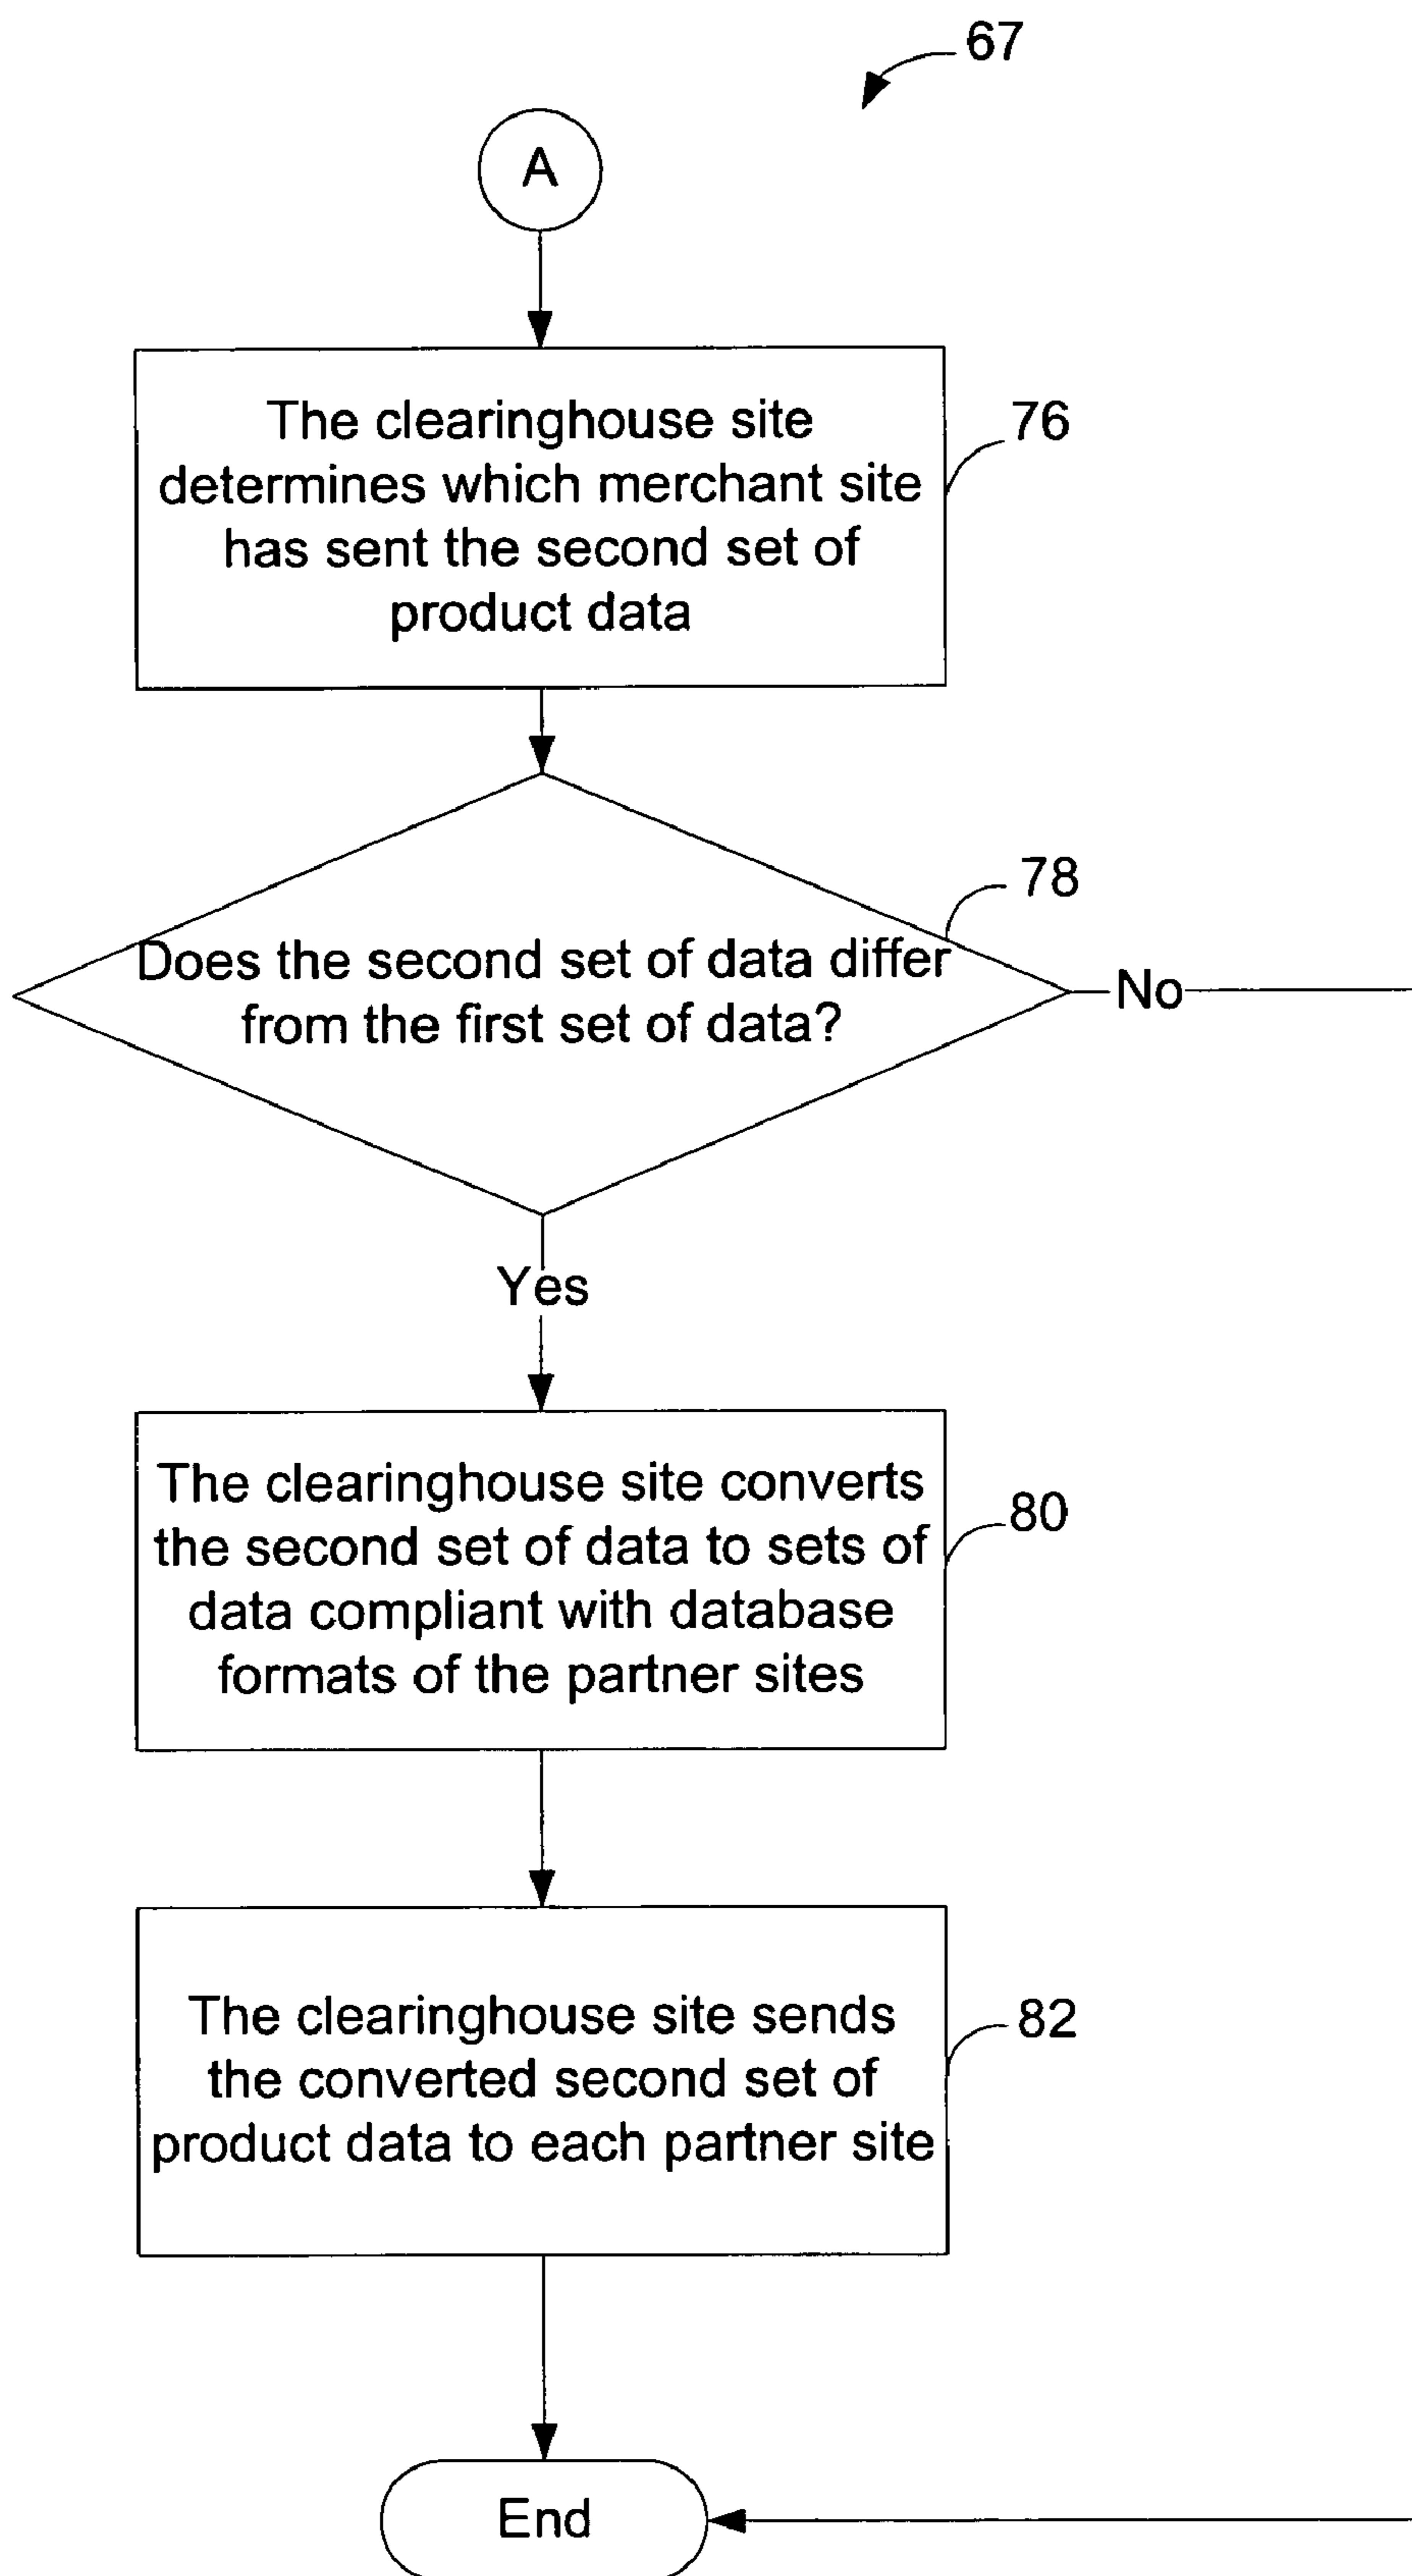 67
A
The clearinghouse site
determines which merchant site
has sent the second set of
product data
76
78
Does the second set of data differ
from the first set of data?
No
Yes
The clearinghouse site converts
the second set of data to sets of
data compliant with database
formats of the partner sites
80
The clearinghouse site sends
the converted second set of
product data to each partner site
82
End